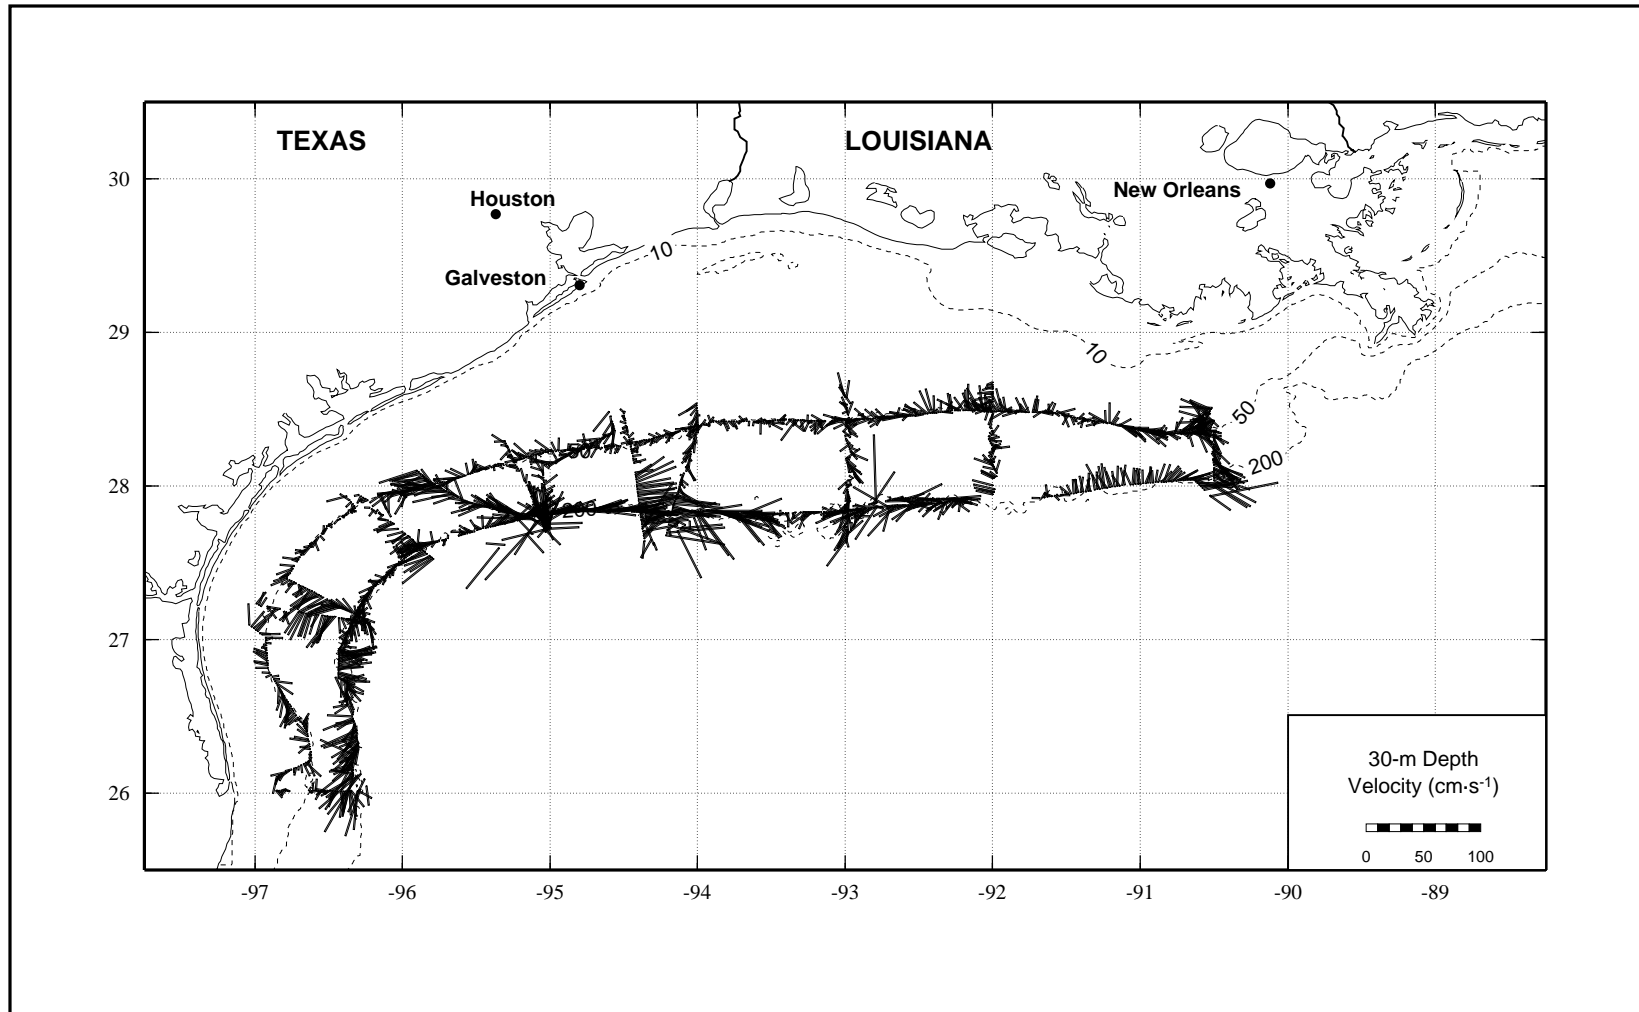 TEXAS
LOUISIANA
30
Houston
New Orleans
10
Galveston
29
10
50
50
200
28
200
27
26
30-m Depth
Velocity (cm·s-1)
0 50 100
-97 -96 -95 -94 -93 -92 -91 -90 -89